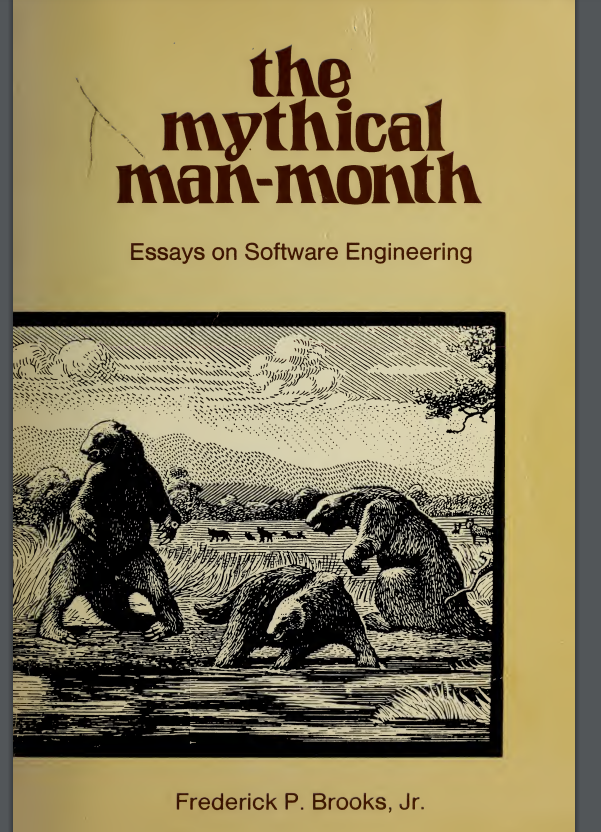 the
mythical
man-month
Essays on Software Engineering
Frederick P. Brooks, Jr.